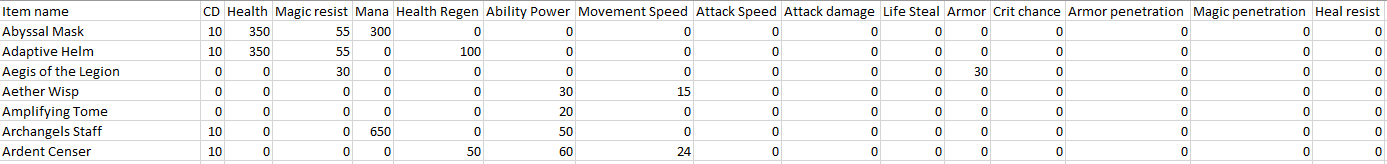 Item name CD Health Magic resist Mana Health Regen Ability Power Movement Speed Attack Speed Attack damage Life Steal Armor Crit chance Armor penetration Magic penetration Heal resist
Abyssal Mask 10 350 55 300 0 0 0 0 0 0 0 0 0 0 0
Adaptive Helm 10 350 55 0 100 0 0 0 0 0 0 0 0 0 0
Aegis of the Legion 0 0 30 0 0 0 0 0 0 0 30 0 0 0 0
Aether Wisp 0 0 0 0 0 30 15 0 0 0 0 0 0 0 0
Amplifying Tome 0 0 0 0 0 20 0 0 0 0 0 0 0 0 0
Archangels Staff 10 0 0 650 0 50 0 0 0 0 0 0 0 0 0
Ardent Censer 10 0 0 0 50 60 24 0 0 0 0 0 0 0 0